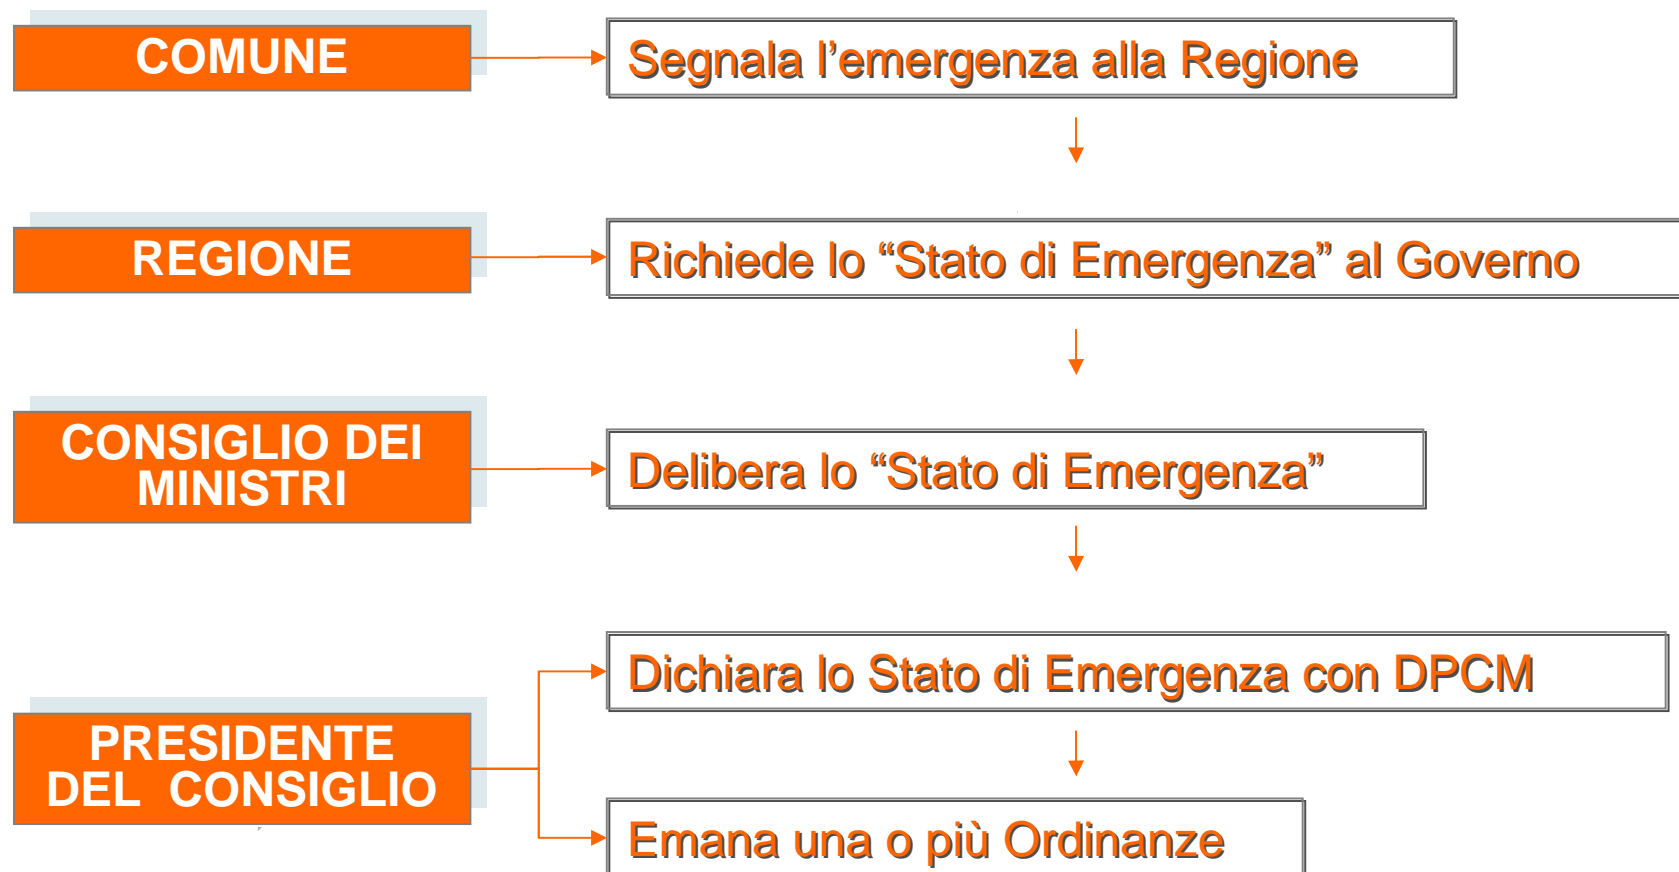 COMUNE
Segnala l’emergenza alla Regione
REGIONE
Richiede lo “Stato di Emergenza” al Governo
CONSIGLIO DEI
MINISTRI
Delibera lo “Stato di Emergenza”
Dichiara lo Stato di Emergenza con DPCM
PRESIDENTE
DEL CONSIGLIO
Emana una o più Ordinanze